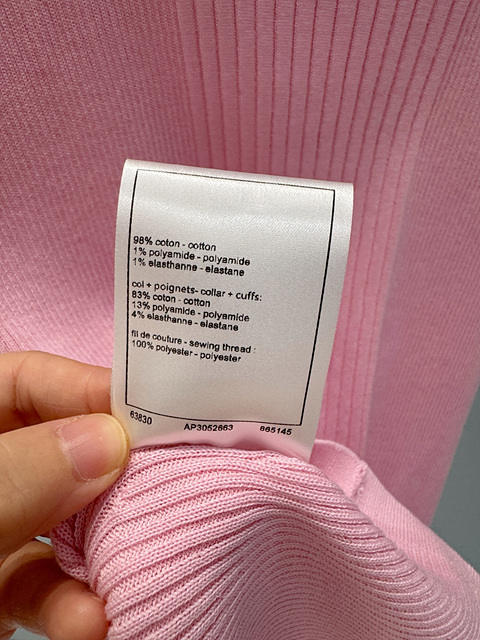 98% coton - cotton
1% polyamide - polyamide
1% elasthanne - elastane
col + poignets- collar + cuffs:
83% coton - cotton
13% polyamide - polyamide
4% elasthanne - elastane
fil de couture - sewing thread :
100% polyester - polyester
63830 AP3052663 865145